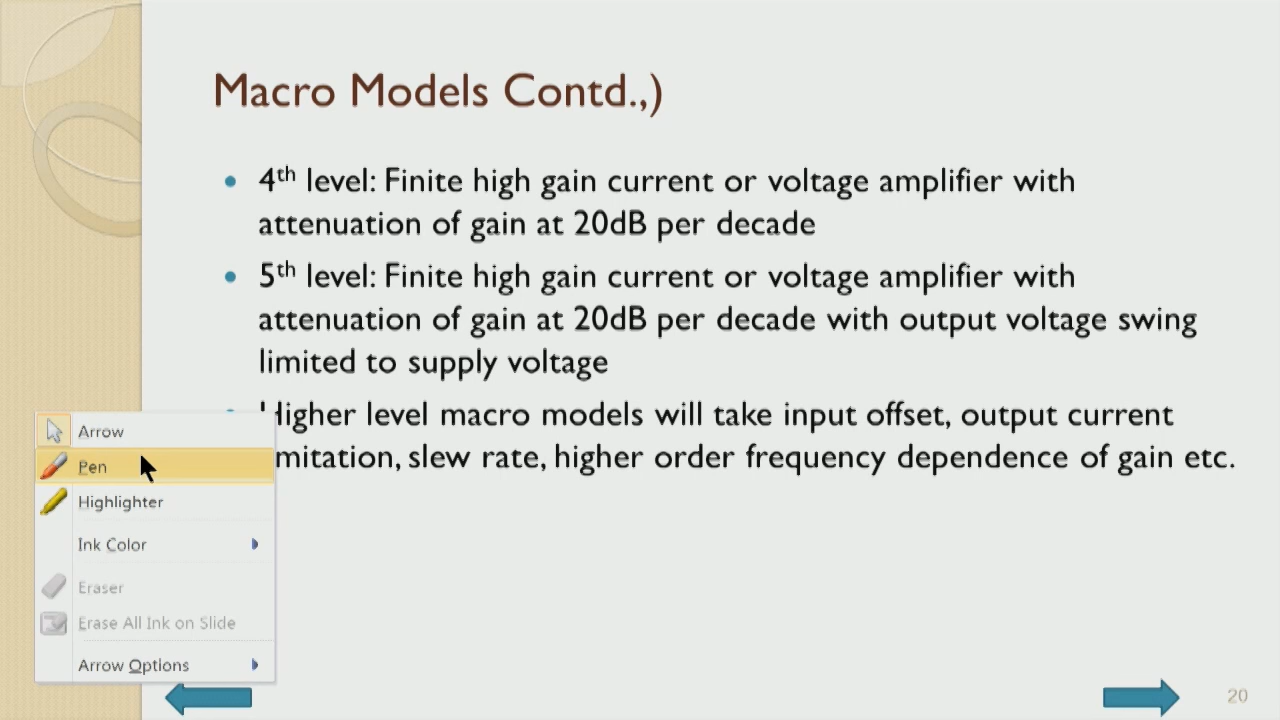 Macro Models Contd.,)
• 4th level: Finite high gain current or voltage amplifier with
attenuation of gain at 20dB per decade
• 5th level: Finite high gain current or voltage amplifier with
attenuation of gain at 20dB per decade with output voltage swing
limited to supply voltage
• Higher level macro models will take input offset, output current
mitation, slew rate, higher order frequency dependence of gain etc.
Arrow
Pen
Highlighter
Ink Color
Eraser
Erase All Ink on Slide
Arrow Options
20